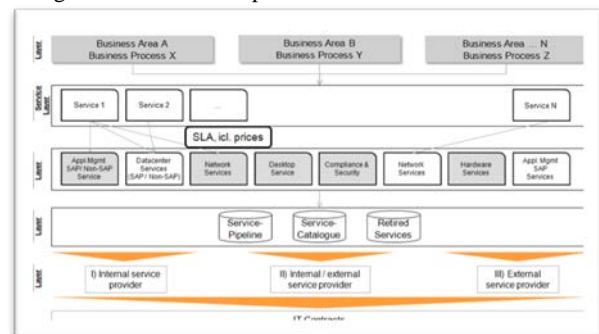 Layer
Business Area A
Business Process X
Business Area B
Business Process Y
Business Area ... N
Business Process Z
Service
Layer
Service 1
Service 2
...
Service N
SLA, icl. prices
Layer
Appl.Mgmt
SAP/ Non-SAP
Service
Datacenter
Services
(SAP / Non-SAP)
Network
Services
Desktop
Service
Compliance &
Security
Network
Services
Hardware
Services
Appl. Mgmt
SAP
Services
Layer
Service-
Pipeline
Service-
Catalogue
Retired
Services
Layer
I) Internal service
provider
II) Internal / external
service provider
III) External
service provider
IT Contracts